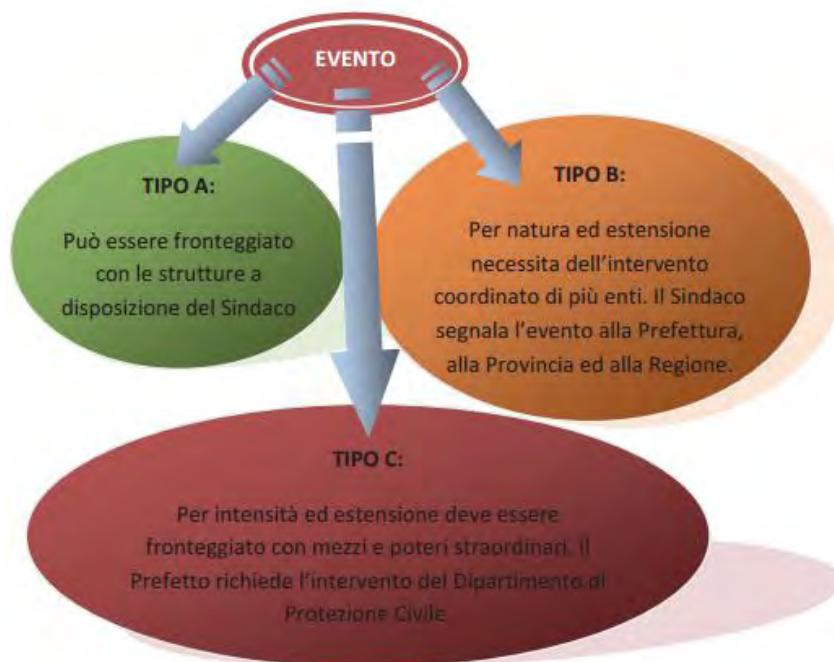 EVENTO
TIPO A:
Può essere fronteggiato
con le strutture a
disposizione del Sindaco
TIPO B:
Per natura ed estensione
necessita dell'intervento
coordinato di più enti. Il Sindaco
segnala l'evento alla Prefettura,
alla Provincia ed alla Regione.
TIPO C:
Per intensità ed estensione deve essere
fronteggiato con mezzi e poteri straordinari. Il
Prefetto richiede l'intervento del Dipartimento di
Protezione Civile